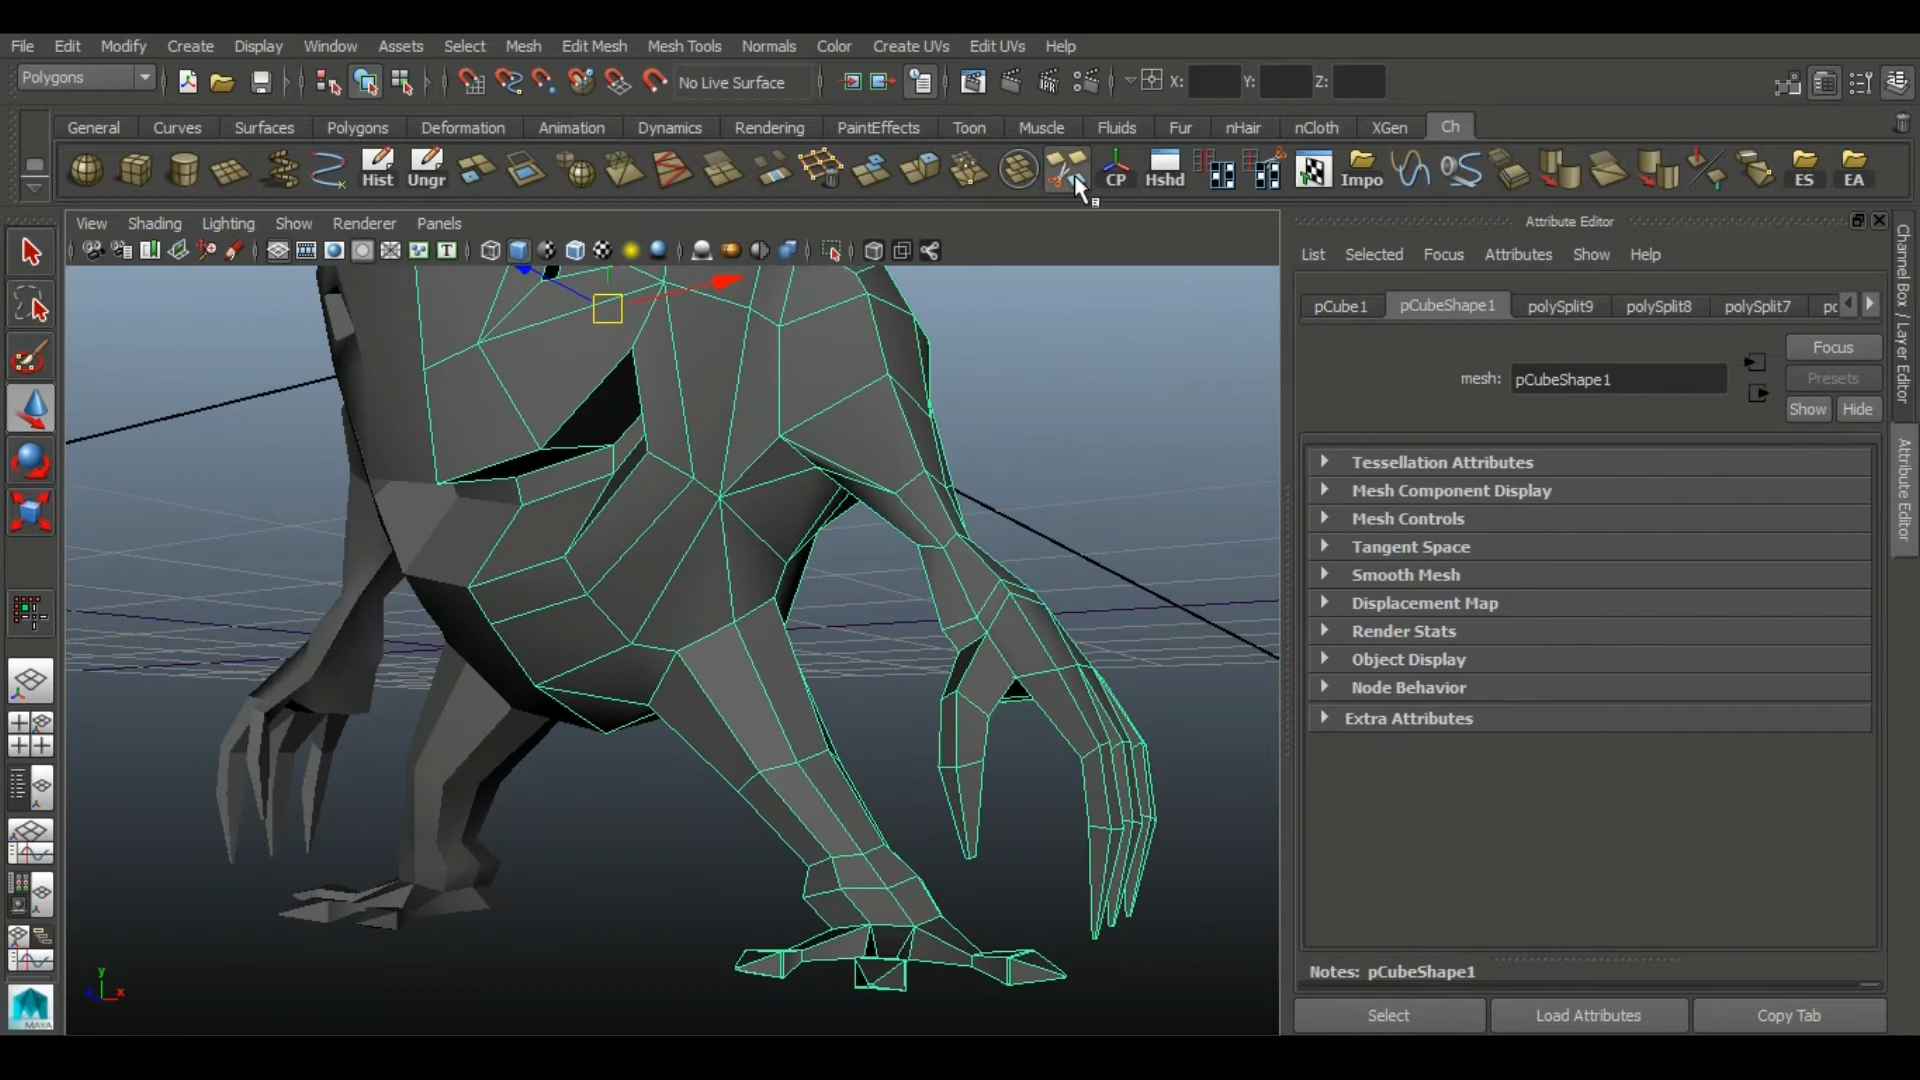 File Edit Modify Create Display Window Assets Select Mesh Edit Mesh Mesh Tools Normals Color Create UVs Edit UVs Help
Polygons No Live Surface X: Y: Z:
General Curves Surfaces Polygons Deformation Animation Dynamics Rendering PaintEffects Toon Muscle Fluids Fur nHair nCloth XGen Ch
Hist Ungr CP Hshd Impo ES EA
View Shading Lighting Show Renderer Panels
Attribute Editor
List Selected Focus Attributes Show Help
pCube1 pCubeShape1 polySplit9 polySplit8 polySplit7 pc
Focus
mesh: pCubeShape1
Presets
Show Hide
Tessellation Attributes
Mesh Component Display
Mesh Controls
Tangent Space
Smooth Mesh
Displacement Map
Render Stats
Object Display
Node Behavior
Extra Attributes
Notes: pCubeShape1
Select Load Attributes Copy Tab
Channel Box / Layer Editor
Attribute Editor
y
x
MAYA